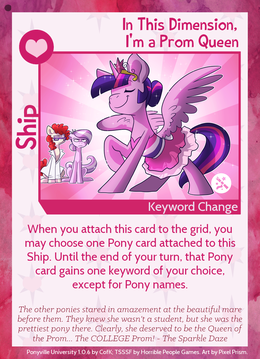 In This Dimension,
I'm a Prom Queen
Ship
Keyword Change
When you attach this card to the grid, you
may choose one Pony card attached to this
Ship. Until the end of your turn, that Pony
card gains one keyword of your choice,
except for Pony names.
The other ponies stared in amazement at the beautiful mare
before them. They knew she wasn't a student, but she was the
prettiest pony there. Clearly, she deserved to be the Queen of
the Prom... The COLLEGE Prom! - The Sparkle Daze
Ponyville University 1.0.6 by CofK. TSSSF by Horrible People Games. Art by Pixel Prism.